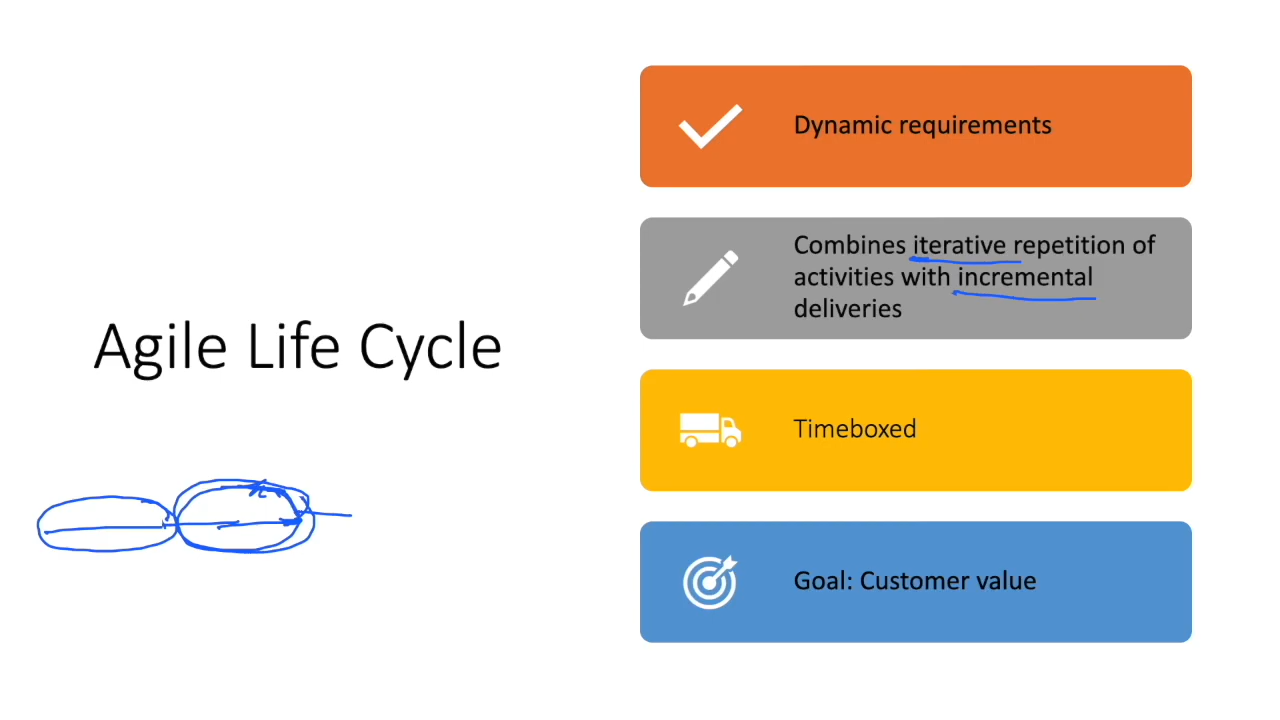 Agile Life Cycle
Dynamic requirements
Combines iterative repetition of
activities with incremental
deliveries
Timeboxed
Goal: Customer value